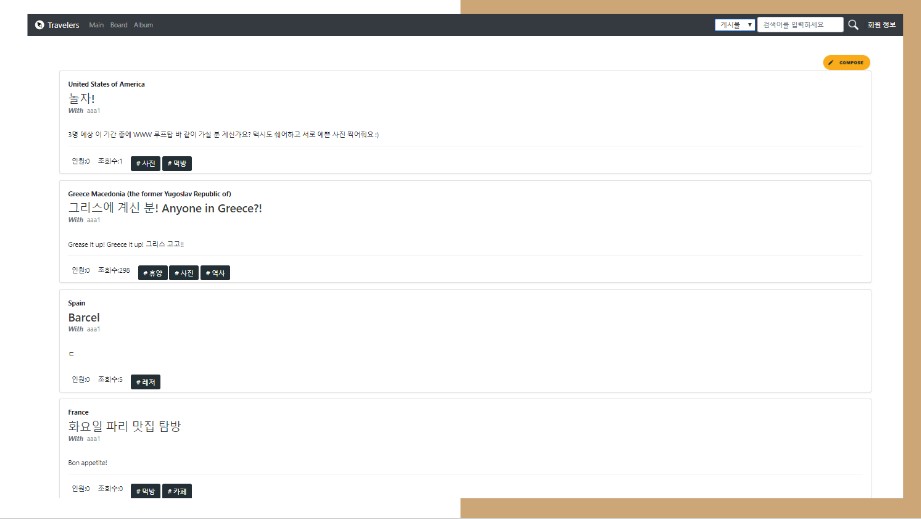 Travelers Main Board Album 게시물 검색어를 입력하세요 회원 정보
COMPOSE
United States of America
놀자!
With aaa1
3명 예상 이 기간 중에 WWW 루프탑 바 같이 가실 분 계신가요? 택시도 쉐어하고 서로 예쁜 사진 찍어줘요:)
인원:0 조회수:1 # 사진 # 먹방
Greece Macedonia (the former Yugoslav Republic of)
그리스에 계신 분! Anyone in Greece?!
With aaa1
Grease it up! Greece it up! 그리스 고고!!
인원:0 조회수:298 # 휴양 # 사진 # 역사
Spain
Barcel
With aaa1
ㄷ
인원:0 조회수:5 # 레저
France
화요일 파리 맛집 탐방
With aaa1
Bon appetite!
인원:0 조회수:0 # 먹방 # 카페